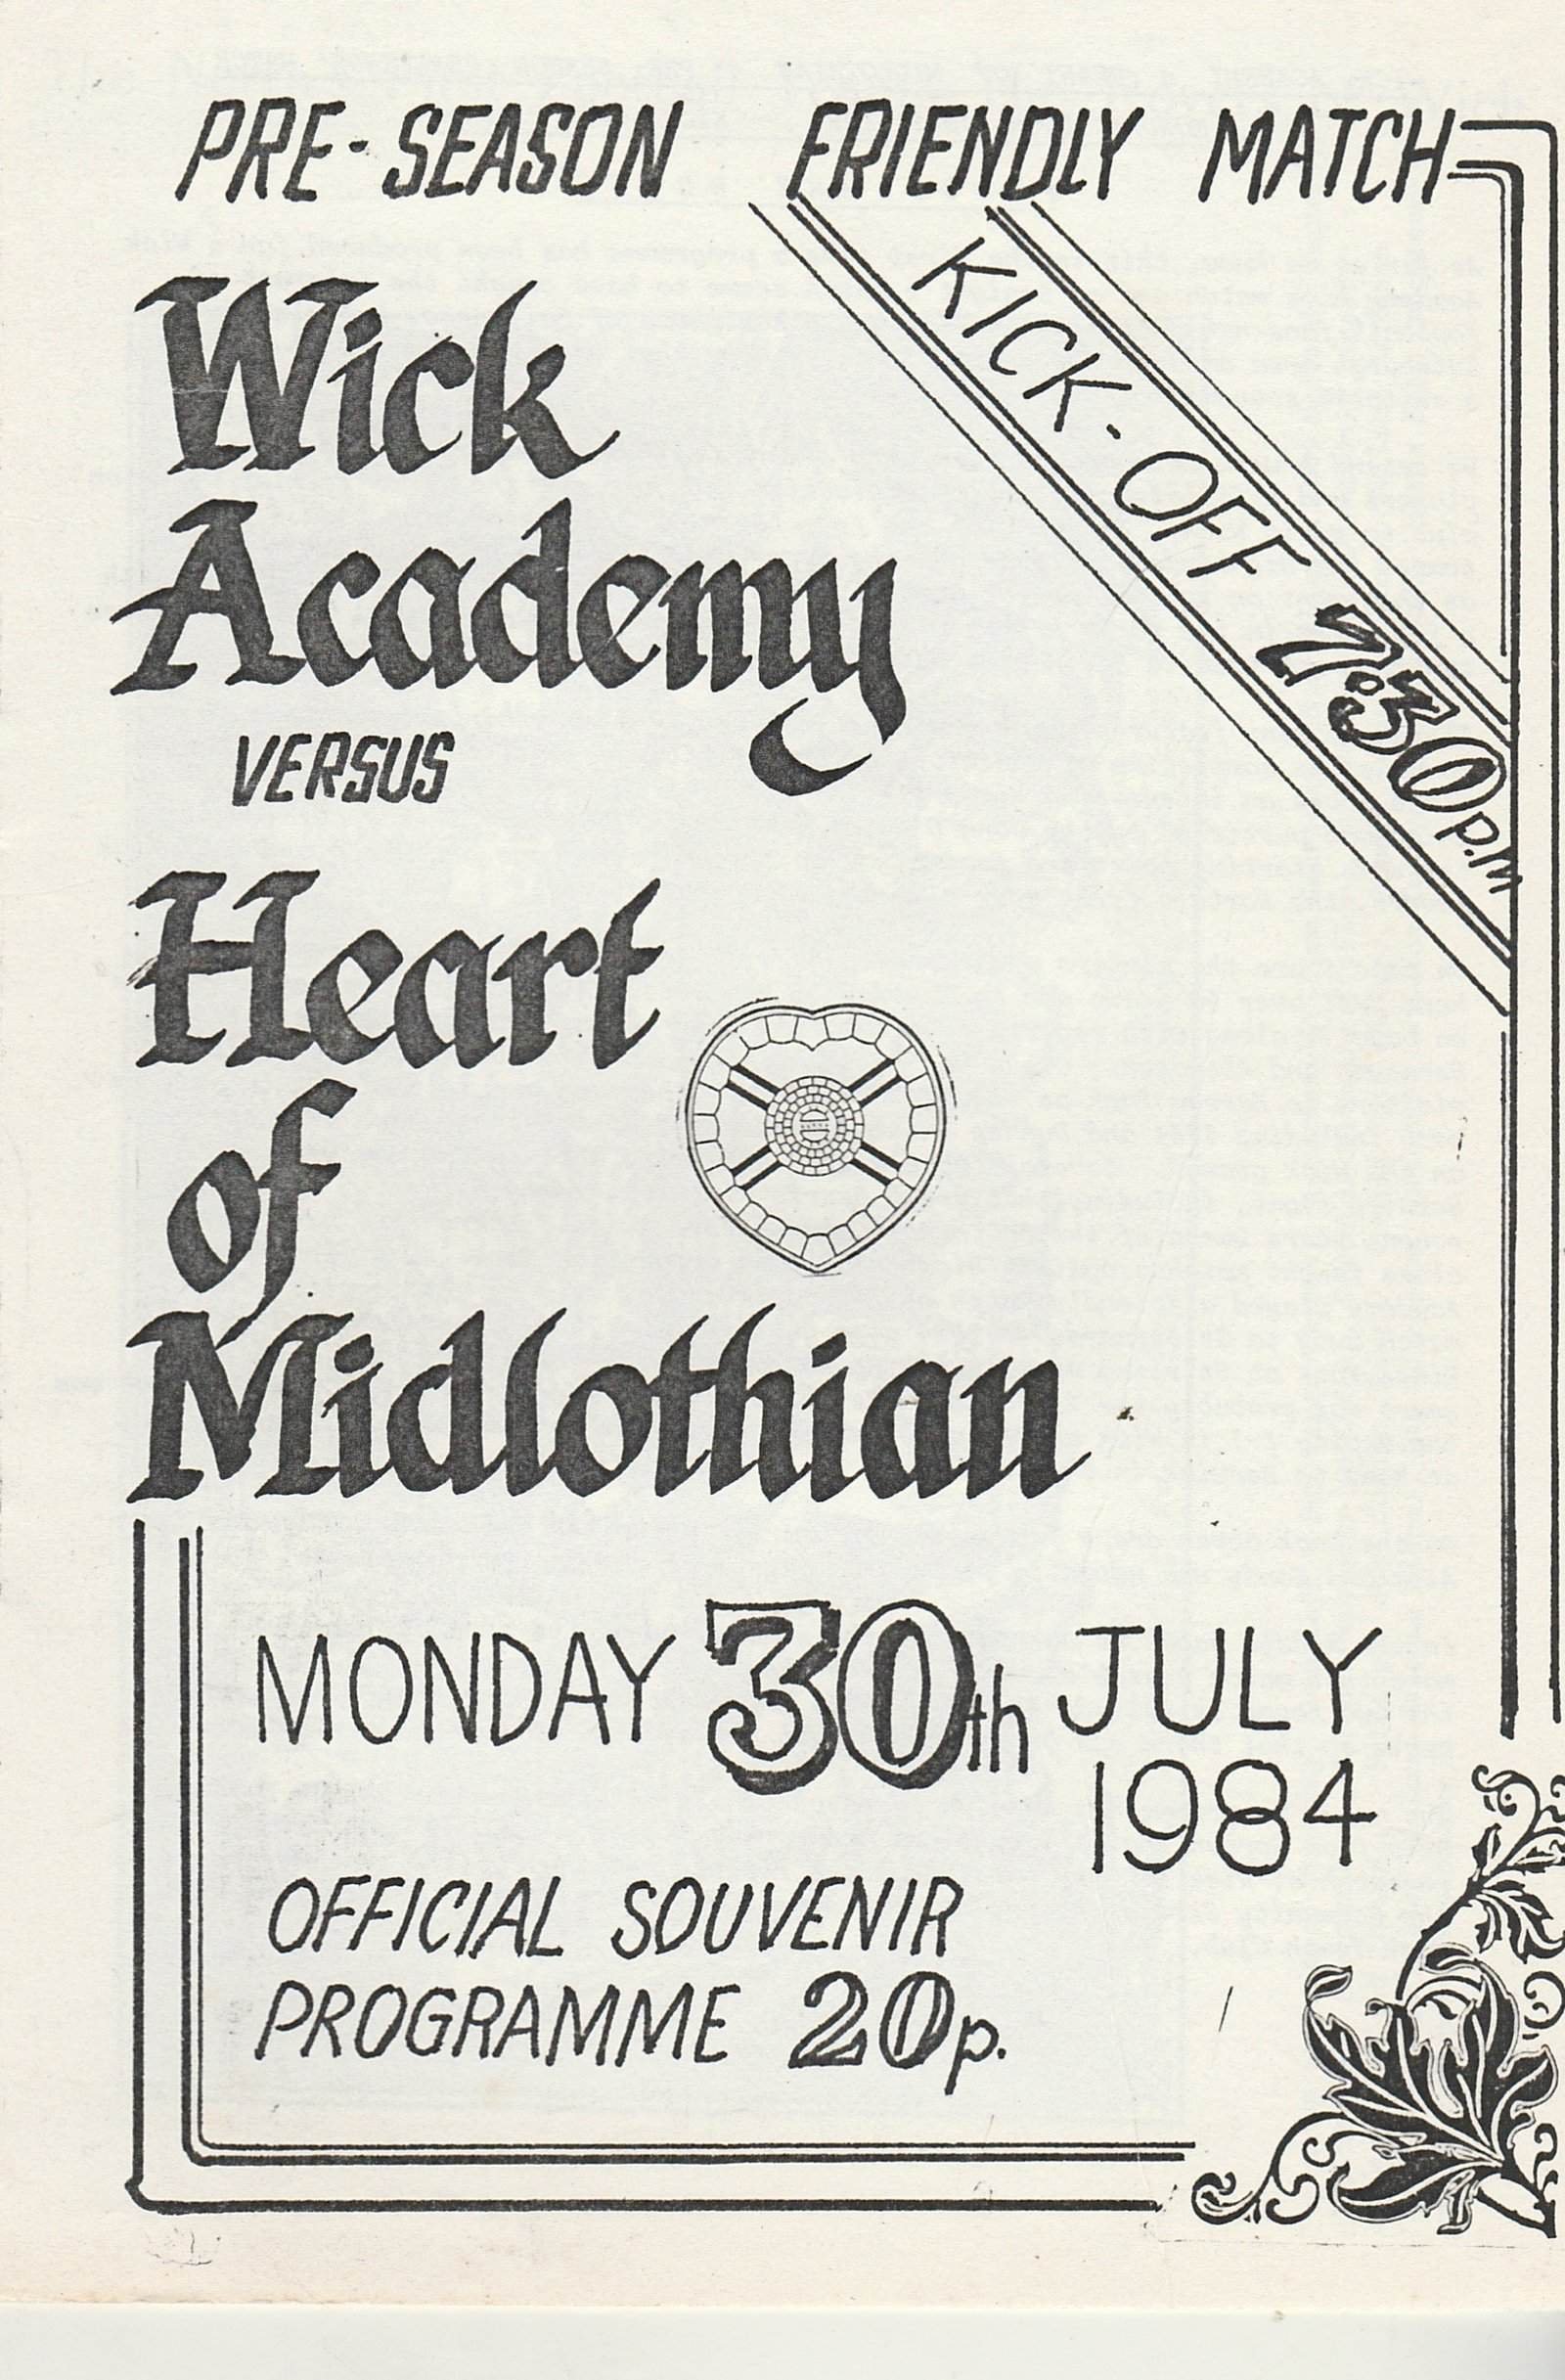 PRE-SEASON FRIENDLY MATCH
KICK-OFF 7:30 p.m
Wick
Academy
VERSUS
Heart
of
Midlothian
MONDAY 30th JULY
1984
OFFICIAL SOUVENIR
PROGRAMME 20p.